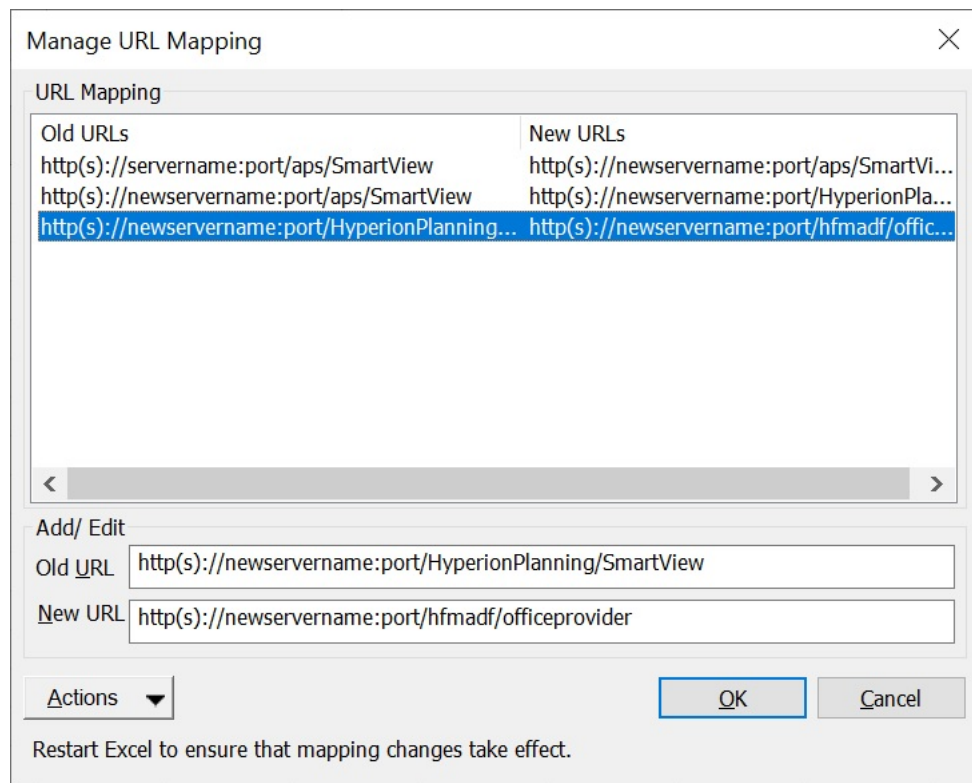 Manage URL Mapping
URL Mapping
Old URLs New URLs
http(s)://servername:port/aps/SmartView http(s)://newservername:port/aps/SmartVi...
http(s)://newservername:port/aps/SmartView http(s)://newservername:port/HyperionPla...
http(s)://newservername:port/HyperionPlanning... http(s)://newservername:port/hfmadf/offic...
Add/ Edit
Old URL http(s)://newservername:port/HyperionPlanning/SmartView
New URL http(s)://newservername:port/hfmadf/officeprovider
Actions OK Cancel
Restart Excel to ensure that mapping changes take effect.